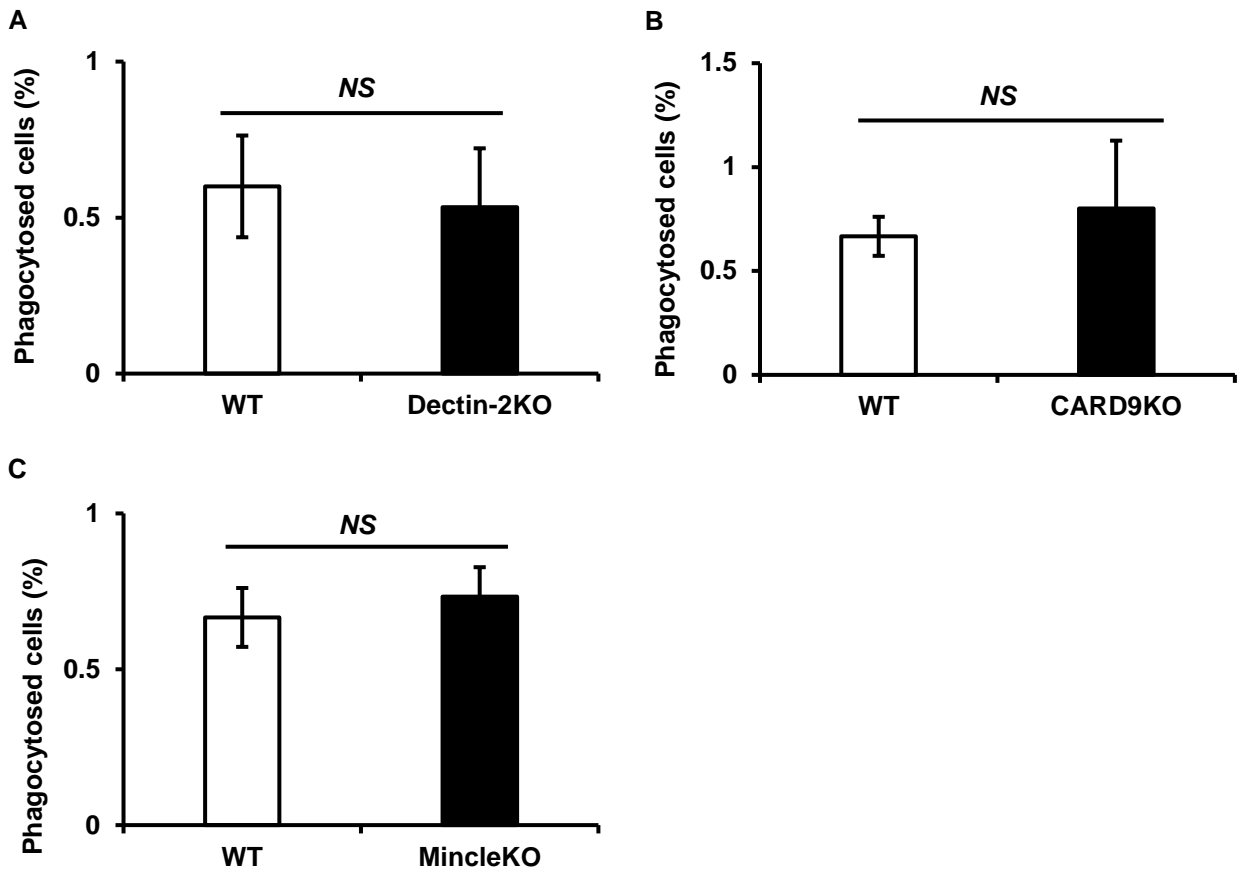 A
Phagocytosed cells (%)
1
0.5
0
NS
WT
Dectin-2KO
B
Phagocytosed cells (%)
1.5
1
0.5
0
NS
WT
CARD9KO
C
Phagocytosed cells (%)
1
0.5
0
NS
WT
MincleKO